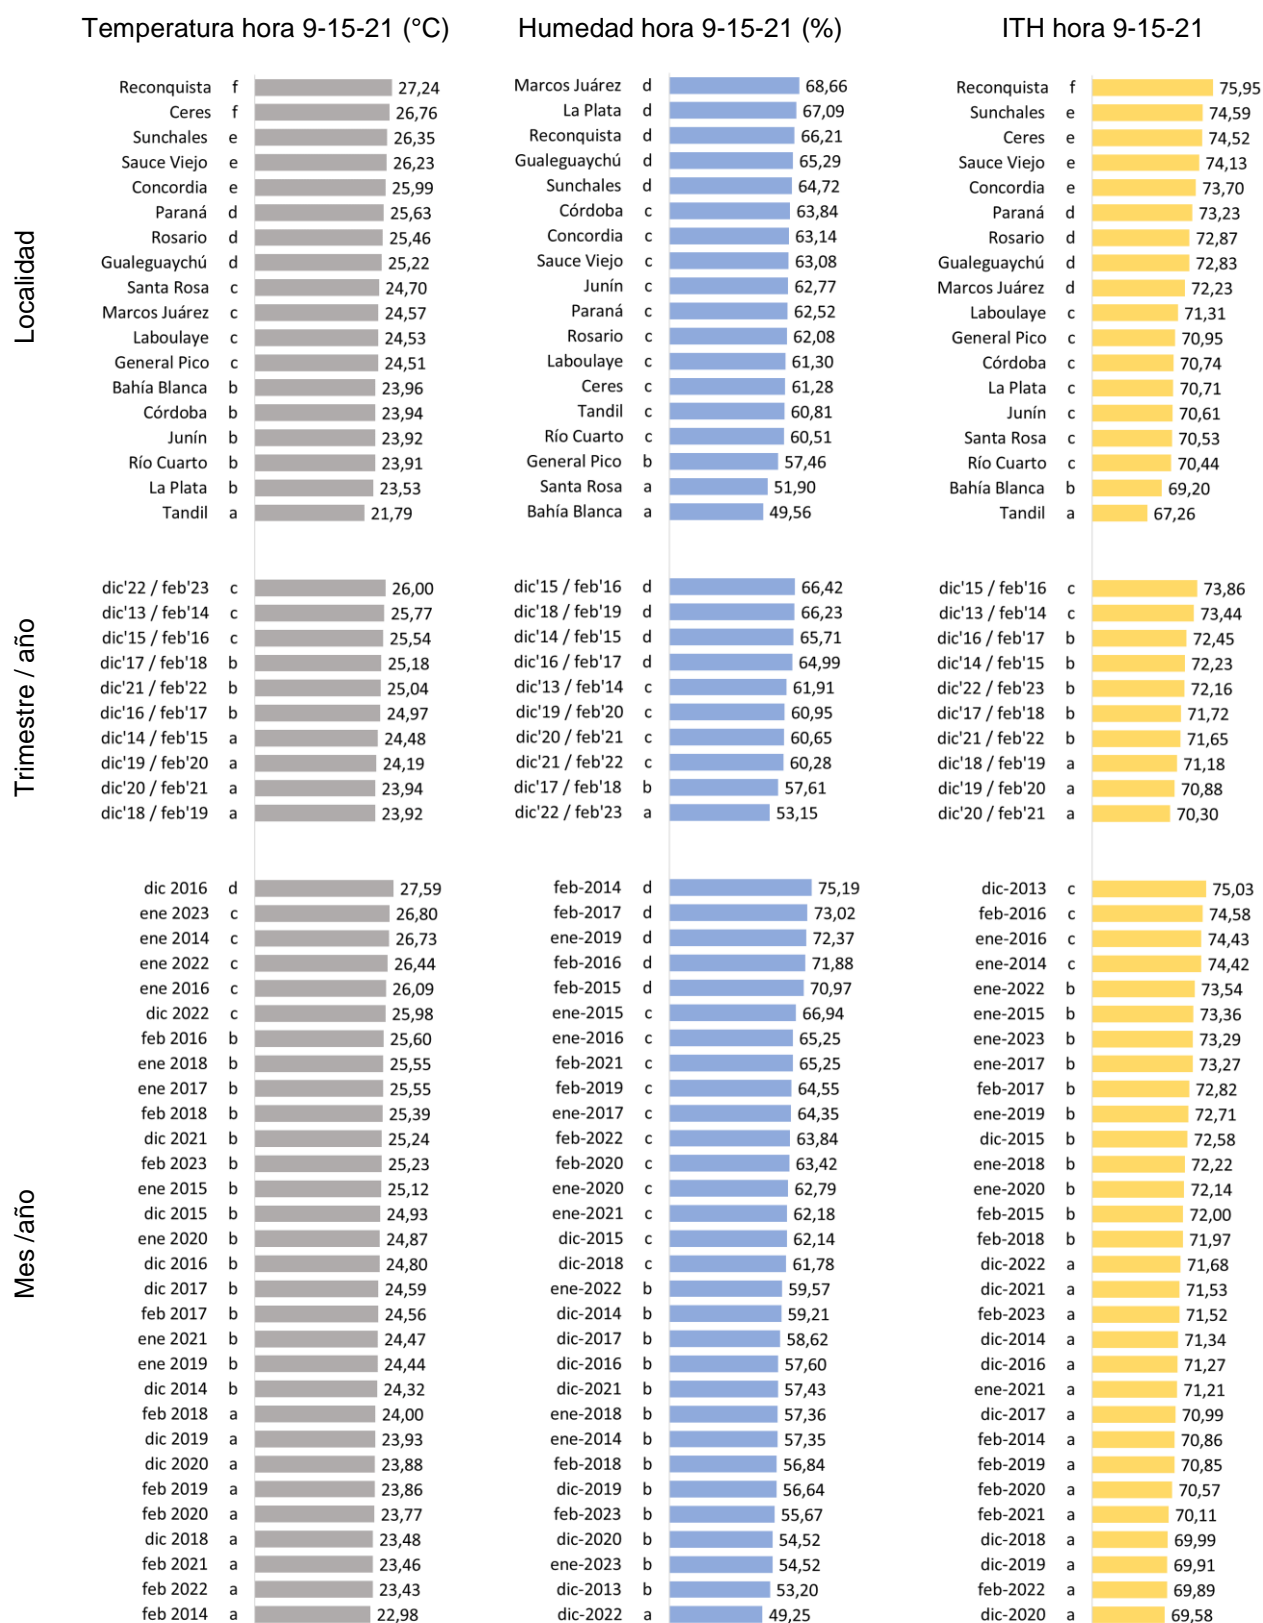 Temperatura hora 9-15-21 (°C) Humedad hora 9-15-21 (%) ITH hora 9-15-21
Localidad
Reconquista f 27,24 Marcos Juárez d 68,66 Reconquista f 75,95
Ceres f 26,76 La Plata d 67,09 Sunchales e 74,59
Sunchales e 26,35 Reconquista d 66,21 Ceres e 74,52
Sauce Viejo e 26,23 Gualeguaychú d 65,29 Sauce Viejo e 74,13
Concordia e 25,99 Sunchales d 64,72 Concordia e 73,70
Paraná d 25,63 Córdoba c 63,84 Paraná d 73,23
Rosario d 25,46 Concordia c 63,14 Rosario d 72,87
Gualeguaychú d 25,22 Sauce Viejo c 63,08 Gualeguaychú d 72,83
Santa Rosa c 24,70 Junín c 62,77 Marcos Juárez d 72,23
Marcos Juárez c 24,57 Paraná c 62,52 Laboulaye c 71,31
Laboulaye c 24,53 Rosario c 62,08 General Pico c 70,95
General Pico c 24,51 Laboulaye c 61,30 Córdoba c 70,74
Bahía Blanca b 23,96 Ceres c 61,28 La Plata c 70,71
Córdoba b 23,94 Tandil c 60,81 Junín c 70,61
Junín b 23,92 Río Cuarto c 60,51 Santa Rosa c 70,53
Río Cuarto b 23,91 General Pico b 57,46 Río Cuarto c 70,44
La Plata b 23,53 Santa Rosa a 51,90 Bahía Blanca b 69,20
Tandil a 21,79 Bahía Blanca a 49,56 Tandil a 67,26
Trimestre / año
dic'22 / feb'23 c 26,00 dic'15 / feb'16 d 66,42 dic'15 / feb'16 c 73,86
dic'13 / feb'14 c 25,77 dic'18 / feb'19 d 66,23 dic'13 / feb'14 c 73,44
dic'15 / feb'16 c 25,54 dic'14 / feb'15 d 65,71 dic'16 / feb'17 b 72,45
dic'17 / feb'18 b 25,18 dic'16 / feb'17 d 64,99 dic'14 / feb'15 b 72,23
dic'21 / feb'22 b 25,04 dic'13 / feb'14 c 61,91 dic'22 / feb'23 b 72,16
dic'16 / feb'17 b 24,97 dic'19 / feb'20 c 60,95 dic'17 / feb'18 b 71,72
dic'14 / feb'15 a 24,48 dic'20 / feb'21 c 60,65 dic'21 / feb'22 b 71,65
dic'19 / feb'20 a 24,19 dic'21 / feb'22 c 60,28 dic'18 / feb'19 a 71,18
dic'20 / feb'21 a 23,94 dic'17 / feb'18 b 57,61 dic'19 / feb'20 a 70,88
dic'18 / feb'19 a 23,92 dic'22 / feb'23 a 53,15 dic'20 / feb'21 a 70,30
Mes /año
dic 2016 d 27,59 feb-2014 d 75,19 dic-2013 c 75,03
ene 2023 c 26,80 feb-2017 d 73,02 feb-2016 c 74,58
ene 2014 c 26,73 ene-2019 d 72,37 ene-2016 c 74,43
ene 2022 c 26,44 feb-2016 d 71,88 ene-2014 c 74,42
ene 2016 c 26,09 feb-2015 d 70,97 ene-2022 b 73,54
dic 2022 c 25,98 ene-2015 c 66,94 ene-2015 b 73,36
feb 2016 b 25,60 ene-2016 c 65,25 ene-2023 b 73,29
ene 2018 b 25,55 feb-2021 c 65,25 ene-2017 b 73,27
ene 2017 b 25,55 feb-2019 c 64,55 feb-2017 b 72,82
feb 2018 b 25,39 ene-2017 c 64,35 ene-2019 b 72,71
dic 2021 b 25,24 feb-2022 c 63,84 dic-2015 b 72,58
feb 2023 b 25,23 feb-2020 c 63,42 ene-2018 b 72,22
ene 2015 b 25,12 ene-2020 c 62,79 ene-2020 b 72,14
dic 2015 b 24,93 ene-2021 c 62,18 feb-2015 b 72,00
ene 2020 b 24,87 dic-2015 c 62,14 feb-2018 b 71,97
dic 2016 b 24,80 dic-2018 c 61,78 dic-2022 a 71,68
dic 2017 b 24,59 ene-2022 b 59,57 dic-2021 a 71,53
feb 2017 b 24,56 dic-2014 b 59,21 feb-2023 a 71,52
ene 2021 b 24,47 dic-2017 b 58,62 dic-2014 a 71,34
ene 2019 b 24,44 dic-2016 b 57,60 dic-2016 a 71,27
dic 2014 b 24,32 dic-2021 b 57,43 ene-2021 a 71,21
feb 2018 a 24,00 ene-2018 b 57,36 dic-2017 a 70,99
dic 2019 a 23,93 ene-2014 b 57,35 feb-2014 a 70,86
dic 2020 a 23,88 feb-2018 b 56,84 feb-2019 a 70,85
feb 2019 a 23,86 dic-2019 b 56,64 feb-2020 a 70,57
feb 2020 a 23,77 feb-2023 b 55,67 feb-2021 a 70,11
dic 2018 a 23,48 dic-2020 b 54,52 dic-2018 a 69,99
feb 2021 a 23,46 ene-2023 b 54,52 dic-2019 a 69,91
feb 2022 a 23,43 dic-2013 b 53,20 feb-2022 a 69,89
feb 2014 a 22,98 dic-2022 a 49,25 dic-2020 a 69,58